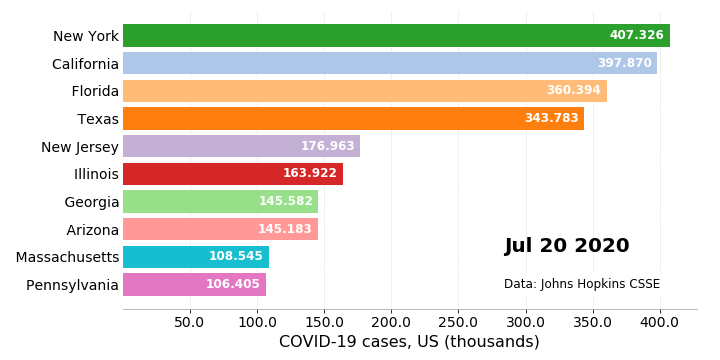 New York 407.326
California 397.870
Florida 360.394
Texas 343.783
New Jersey 176.963
Illinois 163.922
Georgia 145.582
Arizona 145.183
Massachusetts 108.545
Pennsylvania 106.405
Jul 20 2020
Data: Johns Hopkins CSSE
50.0 100.0 150.0 200.0 250.0 300.0 350.0 400.0
COVID-19 cases, US (thousands)